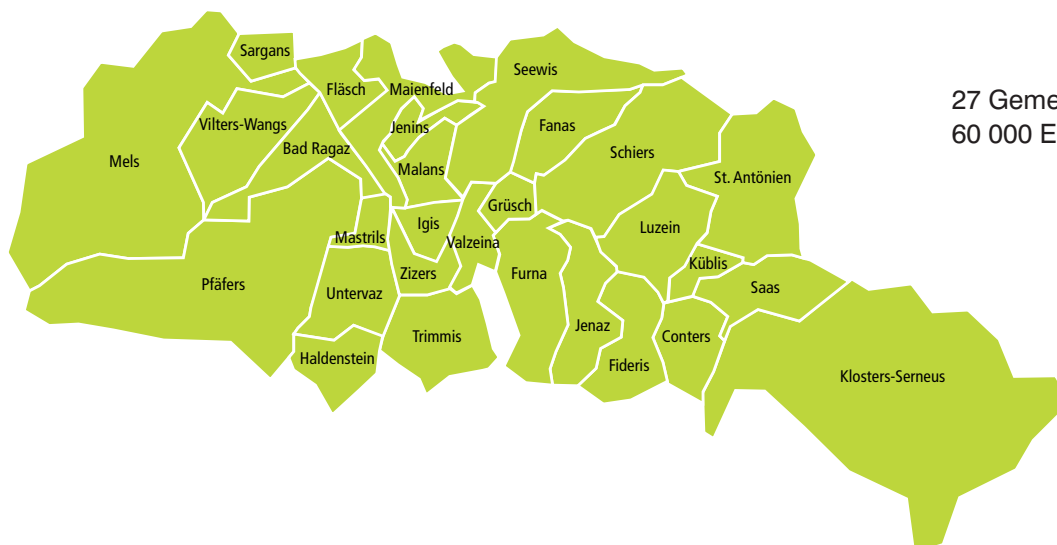 Sargans
Seewis
Fläsch
Maienfeld
27 Geme
60 000 E
Vilters-Wangs
Jenins
Fanas
Bad Ragaz
Schiers
Mels
Malans
St. Antönien
Grüsch
Igis
Luzein
Mastrils
Valzeina
Küblis
Pfäfers
Zizers
Furna
Untervaz
Saas
Jenaz
Trimmis
Conters
Haldenstein
Fideris
Klosters-Serneus